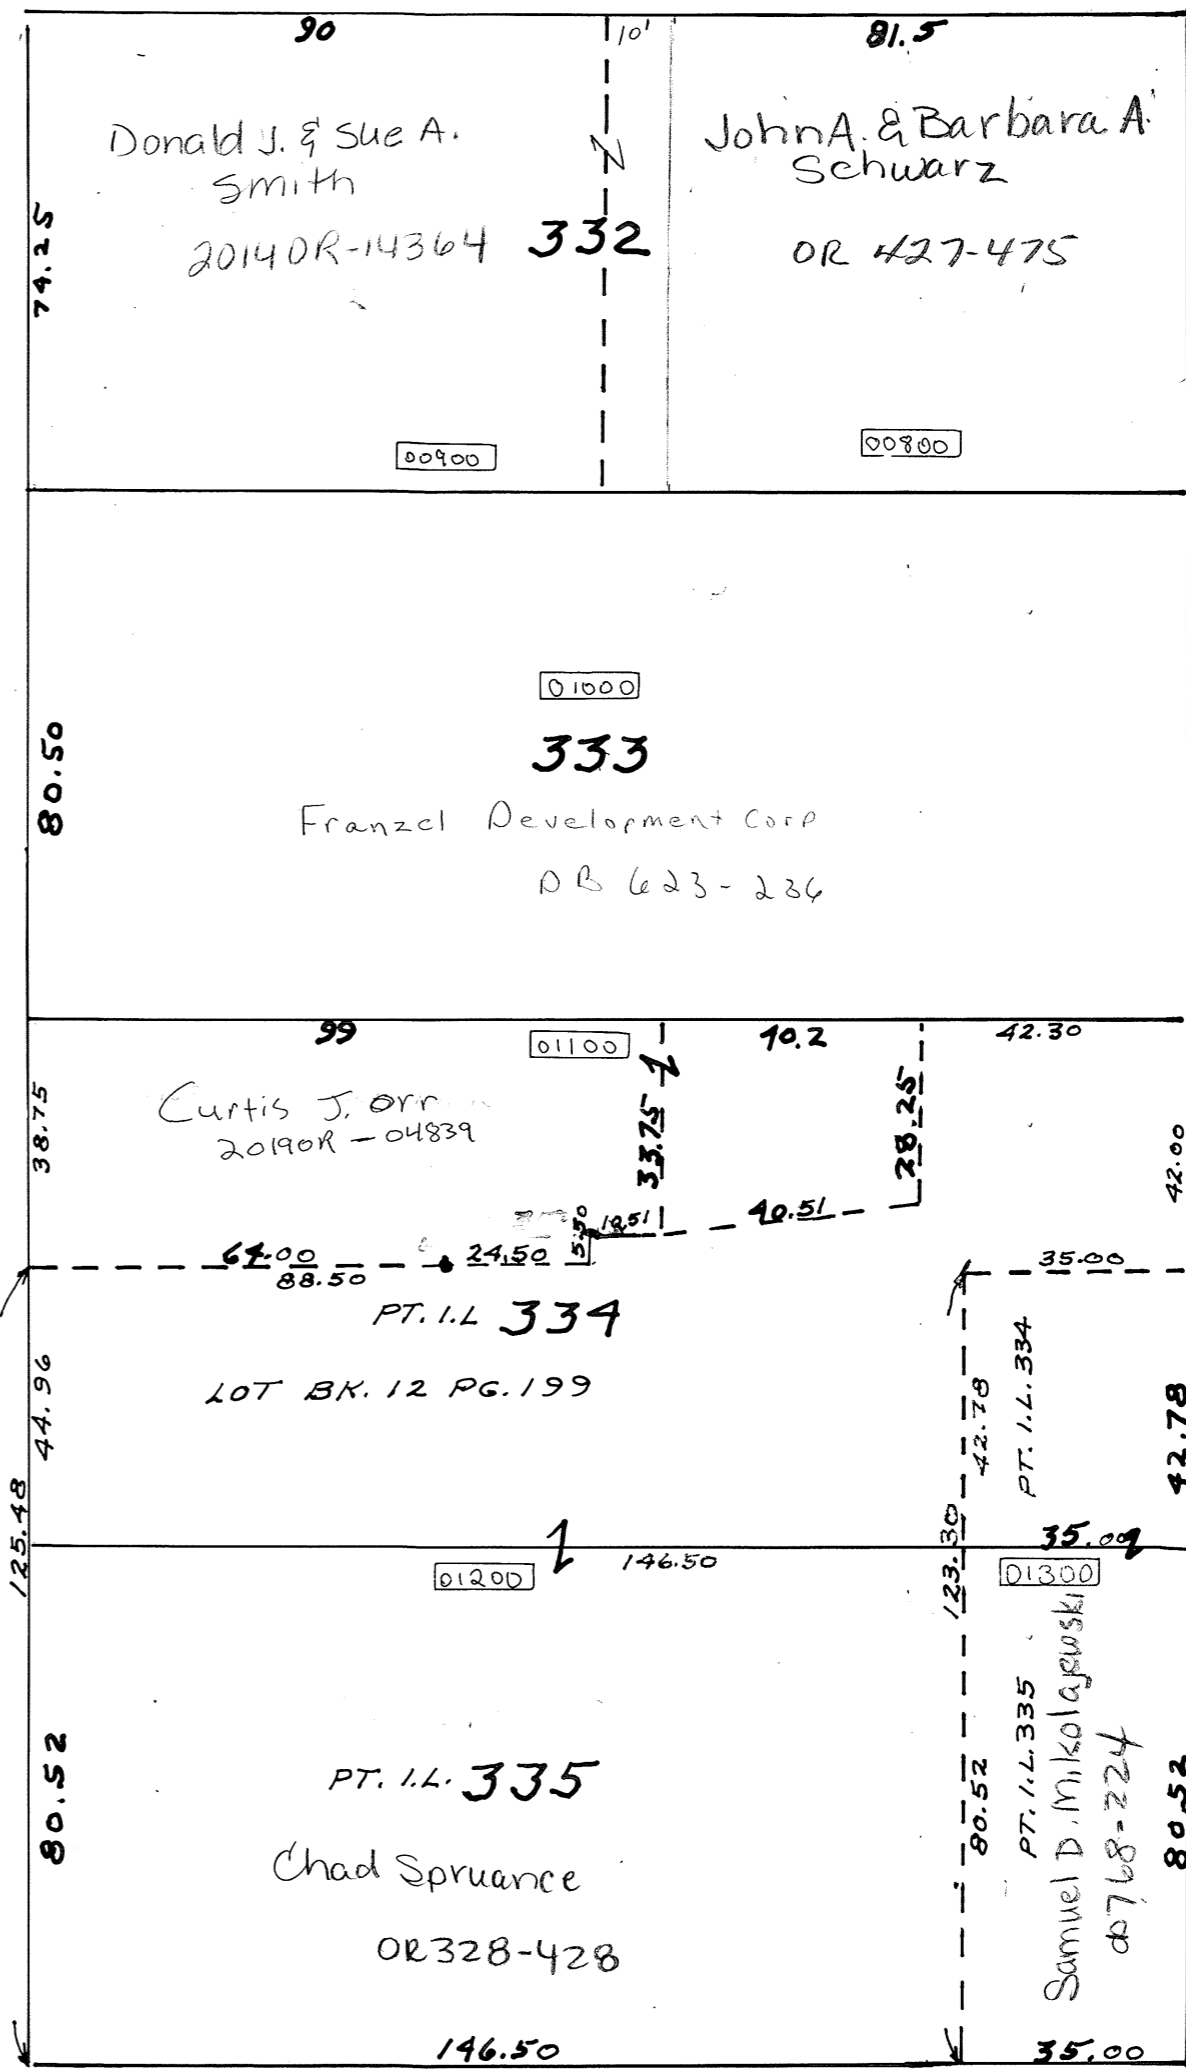 90
10'
81.5
Donald J. & Sue A.
Smith
2014OR-14364
John A. & Barbara A.
Schwarz
OR 427-475
332
74.25
00900
00800
01000
333
80.50
Franzel Development Corp
DB 623-236
99
01100
40.2
42.30
38.75
Curtis J. Orr
2019OR-04839
33.75
28.25
42.00
5.50
10.51
40.51
64.00
24.50
88.50
35.00
PT. I.L 334
LOT BK. 12 PG. 199
44.96
125.48
42.78
PT. I.L. 334
42.78
123.30
35.00
146.50
01200
01300
80.52
PT. I.L. 335
Chad Spruance
OR328-428
80.52
PT. I.L. 335
Samuel D. Mikolajewski
768-224
80.52
146.50
35.00